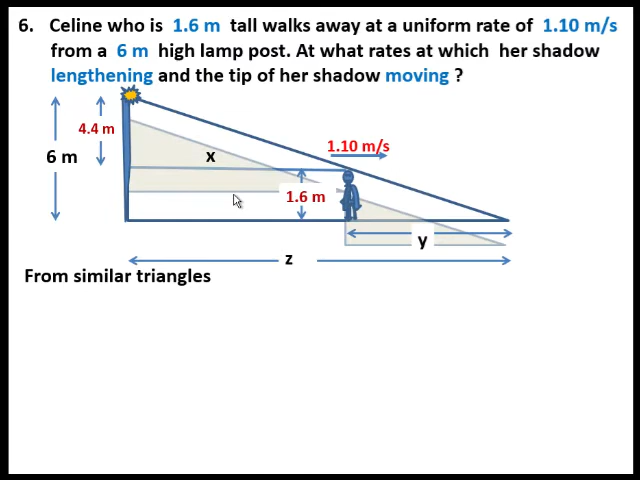 6. Celine who is 1.6 m tall walks away at a uniform rate of 1.10 m/s
from a 6 m high lamp post. At what rates at which her shadow
lengthening and the tip of her shadow moving ?
4.4 m
6 m
x
1.10 m/s
1.6 m
y
z
From similar triangles